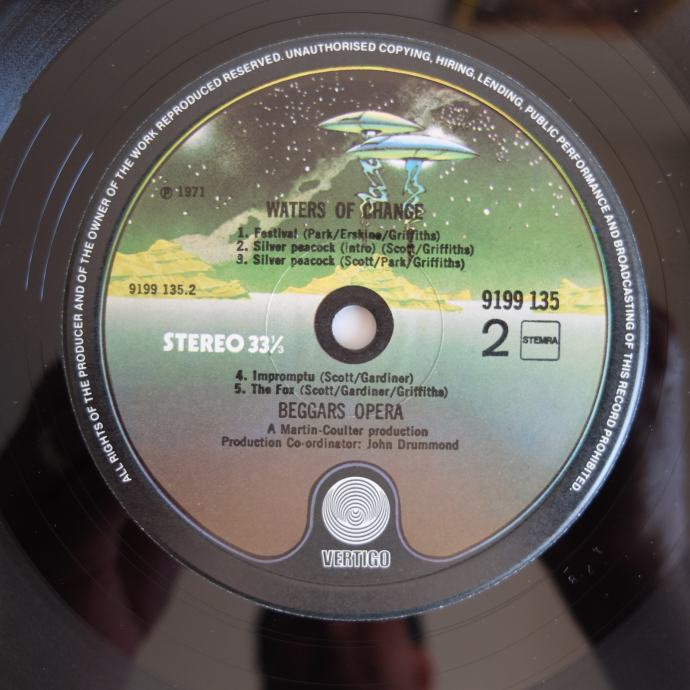 ALL RIGHTS OF THE PRODUCER AND OF THE OWNER OF THE WORK REPRODUCED RESERVED. UNAUTHORISED COPYING, HIRING, LENDING, PUBLIC PERFORMANCE AND BROADCASTING OF THIS RECORD PROHIBITED.
℗ 1971
WATERS OF CHANGE
1. Festival (Park/Erskine/Griffiths)
2. Silver peacock (intro) (Scott/Griffiths)
3. Silver peacock (Scott/Park/Griffiths)
9199 135.2
9199 135
STEREO 33⅓
2 STEMRA
4. Impromptu (Scott/Gardiner)
5. The Fox (Scott/Gardiner/Griffiths)
BEGGARS OPERA
A Martin-Coulter production
Production Co-ordinator: John Drummond
VERTIGO